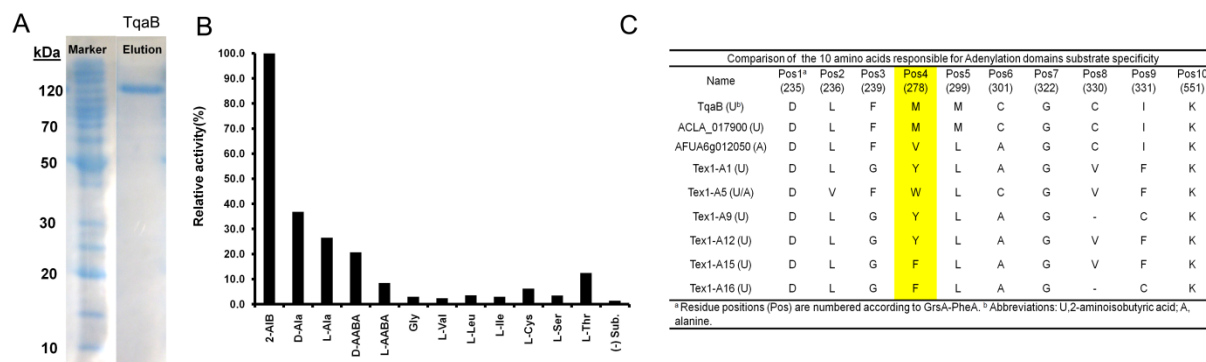 A
TqaB
kDa
Marker
Elution
120
70
50
30
20
10
B
Relative activity(%)
100.0
90.0
80.0
70.0
60.0
50.0
40.0
30.0
20.0
10.0
0.0
2-AIB
D-Ala
L-Ala
D-AABA
L-AABA
Gly
L-Val
L-Leu
L-Ile
L-Cys
L-Ser
L-Thr
(-) Sub.
C
Comparison of the 10 amino acids responsible for Adenylation domains substrate specificity
Name Pos1ᵃ (235) Pos2 (236) Pos3 (239) Pos4 (278) Pos5 (299) Pos6 (301) Pos7 (322) Pos8 (330) Pos9 (331) Pos10 (551)
TqaB (Uᵇ) D L F M M C G C I K
ACLA_017900 (U) D L F M M C G C I K
AFUA6g012050 (A) D L F V L A G C I K
Tex1-A1 (U) D L G Y L A G V F K
Tex1-A5 (U/A) D V F W L C G V F K
Tex1-A9 (U) D L G Y L A G - C K
Tex1-A12 (U) D L G Y L A G V F K
Tex1-A15 (U) D L G F L A G V F K
Tex1-A16 (U) D L G F L A G - C K
ᵃ Residue positions (Pos) are numbered according to GrsA-PheA. ᵇ Abbreviations: U,2-aminoisobutyric acid; A,
alanine.